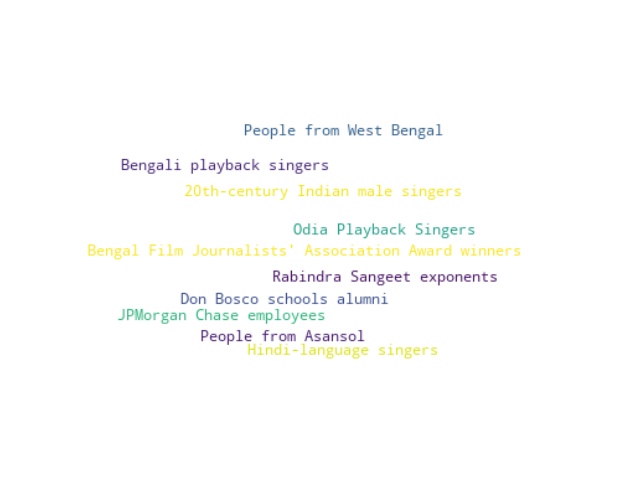 People from West Bengal
Bengali playback singers
20th-century Indian male singers
Odia Playback Singers
Bengal Film Journalists' Association Award winners
Rabindra Sangeet exponents
Don Bosco schools alumni
JPMorgan Chase employees
People from Asansol
Hindi-language singers